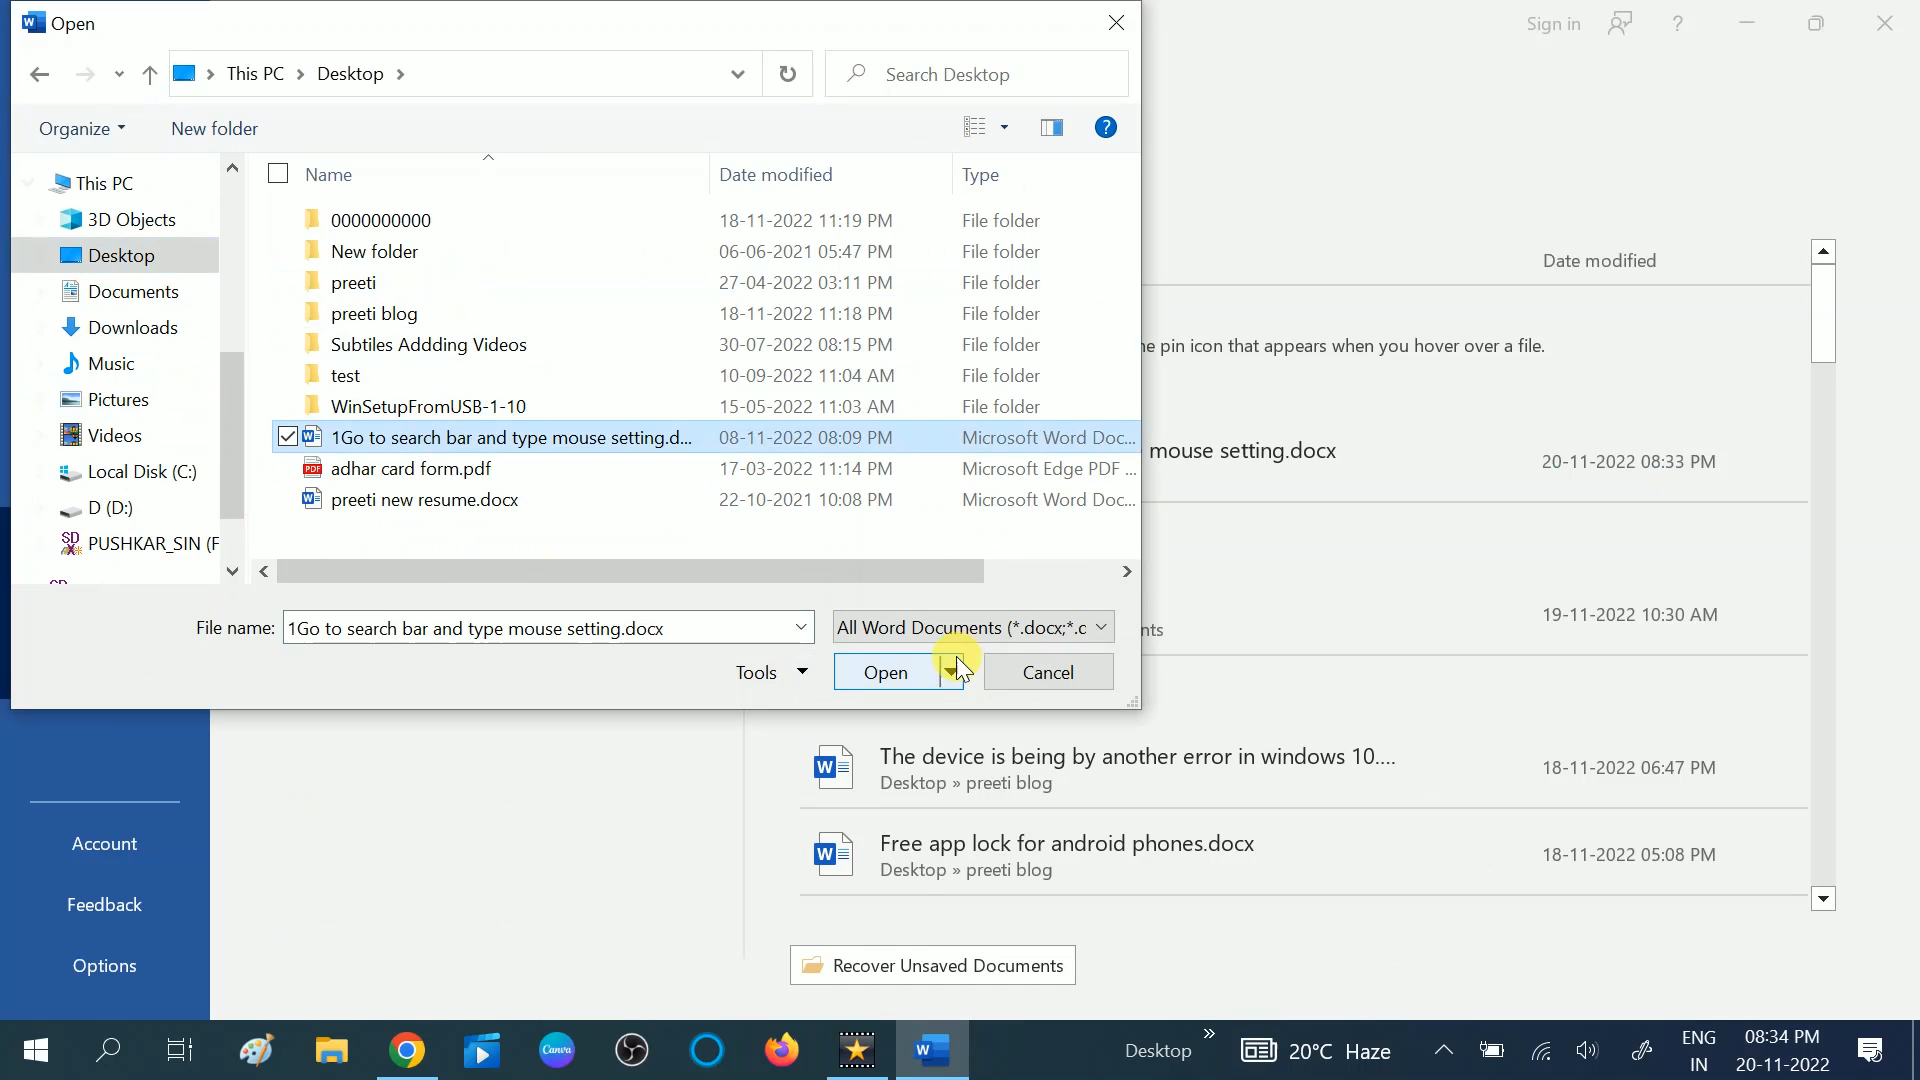 Open
Sign in
?
This PC
Desktop
Search Desktop
Organize
New folder
?
Name
Date modified
Type
This PC
3D Objects
Desktop
Documents
Downloads
Music
Pictures
Videos
Local Disk (C:)
D (D:)
PUSHKAR_SIN (F
0000000000 18-11-2022 11:19 PM File folder
New folder 06-06-2021 05:47 PM File folder
preeti 27-04-2022 03:11 PM File folder
preeti blog 18-11-2022 11:18 PM File folder
Subtiles Addding Videos 30-07-2022 08:15 PM File folder
test 10-09-2022 11:04 AM File folder
WinSetupFromUSB-1-10 15-05-2022 11:03 AM File folder
1Go to search bar and type mouse setting.d... 08-11-2022 08:09 PM Microsoft Word Doc...
adhar card form.pdf 17-03-2022 11:14 PM Microsoft Edge PDF ...
preeti new resume.docx 22-10-2021 10:08 PM Microsoft Word Doc...
File name: 1Go to search bar and type mouse setting.docx
All Word Documents (*.docx;*.d
Tools
Open
Cancel
Date modified
he pin icon that appears when you hover over a file.
mouse setting.docx
20-11-2022 08:33 PM
nts
19-11-2022 10:30 AM
The device is being by another error in windows 10....
Desktop » preeti blog
18-11-2022 06:47 PM
Free app lock for android phones.docx
Desktop » preeti blog
18-11-2022 05:08 PM
Recover Unsaved Documents
Account
Feedback
Options
Canva
Desktop
20°C Haze
ENG
IN
08:34 PM
20-11-2022